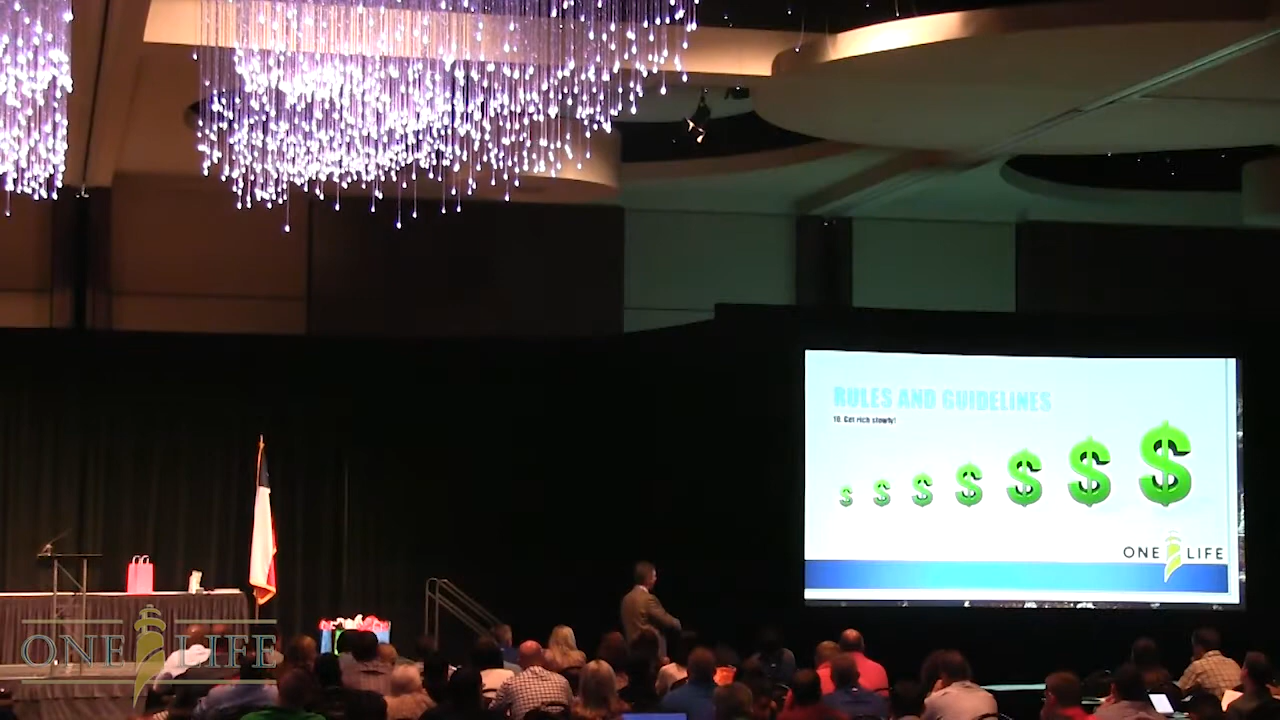 RULES AND GUIDELINES
10. Get rich slowly!
$ $ $ $ $ $ $
ONE LIFE
ONE LIFE